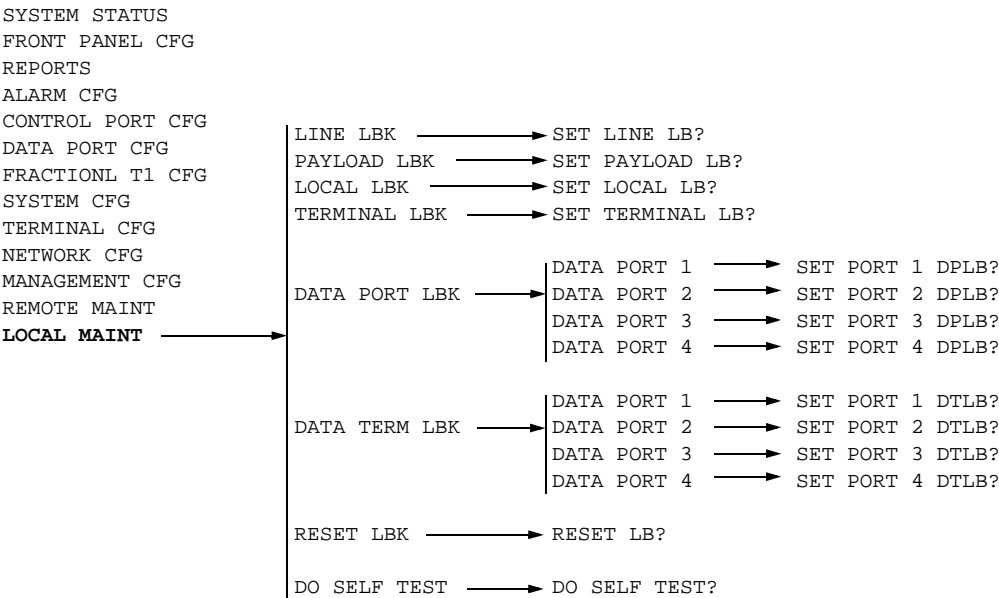 SYSTEM STATUS
FRONT PANEL CFG
REPORTS
ALARM CFG
CONTROL PORT CFG
DATA PORT CFG
FRACTIONL T1 CFG
SYSTEM CFG
TERMINAL CFG
NETWORK CFG
MANAGEMENT CFG
REMOTE MAINT
LOCAL MAINT
LINE LBK SET LINE LB?
PAYLOAD LBK SET PAYLOAD LB?
LOCAL LBK SET LOCAL LB?
TERMINAL LBK SET TERMINAL LB?
DATA PORT LBK
DATA PORT 1 SET PORT 1 DPLB?
DATA PORT 2 SET PORT 2 DPLB?
DATA PORT 3 SET PORT 3 DPLB?
DATA PORT 4 SET PORT 4 DPLB?
DATA TERM LBK
DATA PORT 1 SET PORT 1 DTLB?
DATA PORT 2 SET PORT 2 DTLB?
DATA PORT 3 SET PORT 3 DTLB?
DATA PORT 4 SET PORT 4 DTLB?
RESET LBK RESET LB?
DO SELF TEST DO SELF TEST?